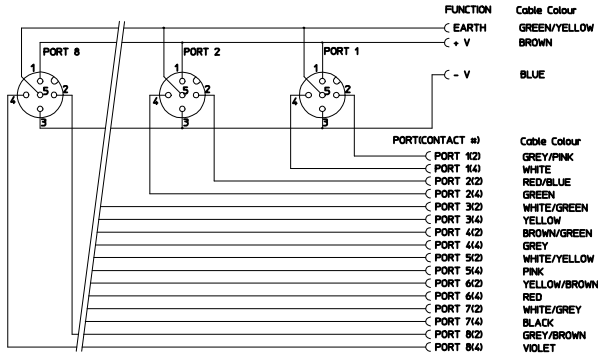 FUNCTION Cable Colour
EARTH GREEN/YELLOW
+ V BROWN
PORT 8 PORT 2 PORT 1
1 1 1
- V BLUE
4 5 2 4 5 2 4 5 2
3 3 3
PORT(CONTACT #) Cable Colour
PORT 1(2) GREY/PINK
PORT 1(4) WHITE
PORT 2(2) RED/BLUE
PORT 2(4) GREEN
PORT 3(2) WHITE/GREEN
PORT 3(4) YELLOW
PORT 4(2) BROWN/GREEN
PORT 4(4) GREY
PORT 5(2) WHITE/YELLOW
PORT 5(4) PINK
PORT 6(2) YELLOW/BROWN
PORT 6(4) RED
PORT 7(2) WHITE/GREY
PORT 7(4) BLACK
PORT 8(2) GREY/BROWN
PORT 8(4) VIOLET